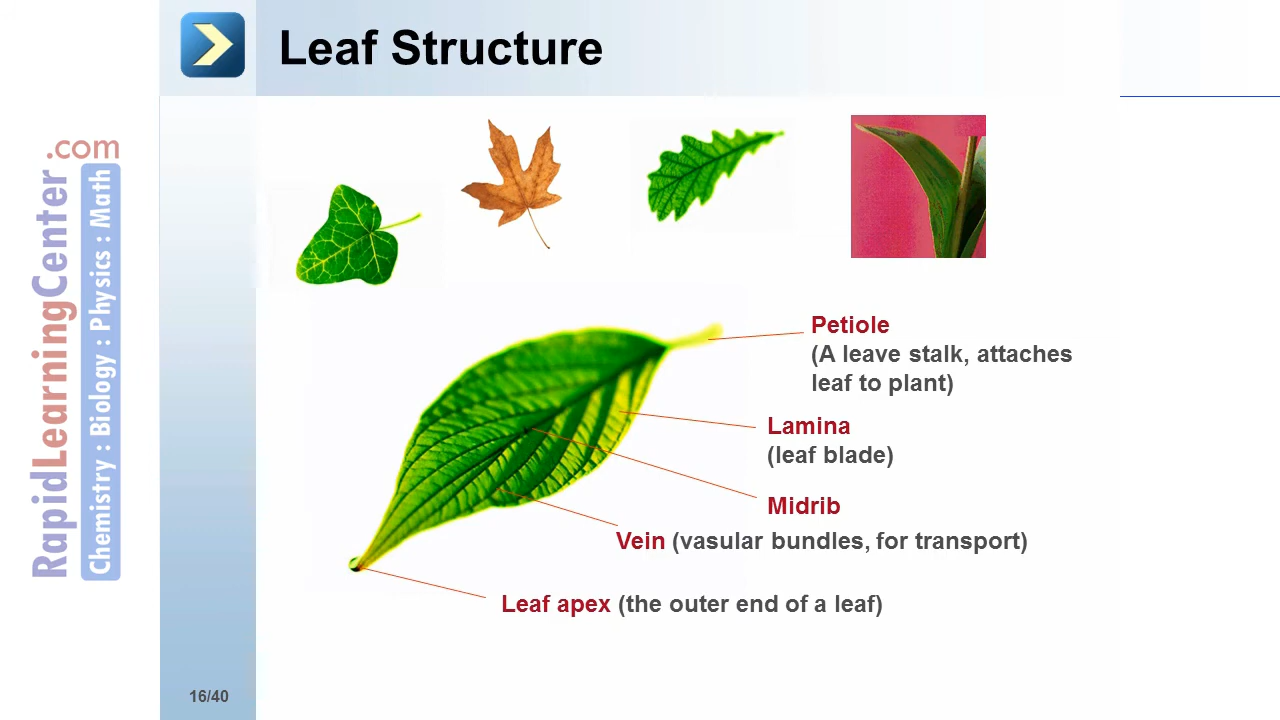 Leaf Structure
RapidLearningCenter.com
Chemistry : Biology : Physics : Math
Petiole
(A leave stalk, attaches
leaf to plant)
Lamina
(leaf blade)
Midrib
Vein (vasular bundles, for transport)
Leaf apex (the outer end of a leaf)
16/40